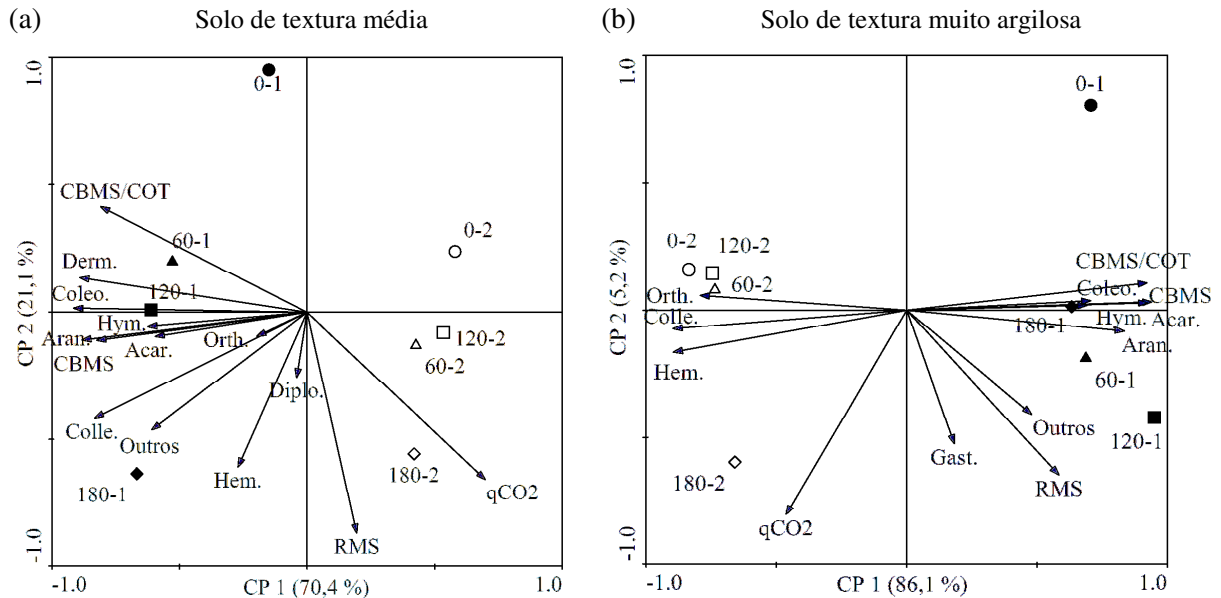 (a) Solo de textura média
1.0
0-1
CBMS/COT
60-1
0-2
Derm.
Coleo.
120-1
Hym.
Aran.
Acar.
Orth.
CBMS
120-2
60-2
Diplo.
Colle.
Outros
Hem.
180-1
180-2
qCO2
RMS
CP 2 (21,1 %)
-1.0
-1.0
CP 1 (70,4 %)
1.0
(b) Solo de textura muito argilosa
1.0
0-1
0-2
120-2
60-2
CBMS/COT
Coleo.
CBMS
Orth.
Colle.
180-1
Hym.
Acar.
Aran.
Hem.
60-1
Outros
120-1
Gast.
180-2
RMS
qCO2
CP 2 (5,2 %)
-1.0
-1.0
CP 1 (86,1 %)
1.0